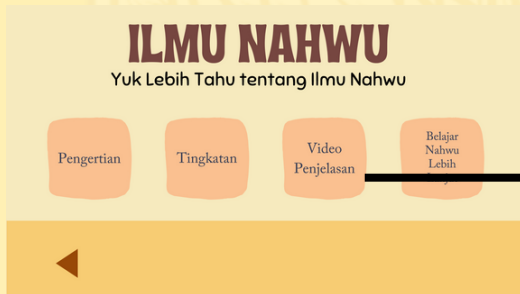 ILMU NAHWU
Yuk Lebih Tahu tentang Ilmu Nahwu
Pengertian
Tingkatan
Video
Penjelasan
Belajar
Nahwu
Lebih